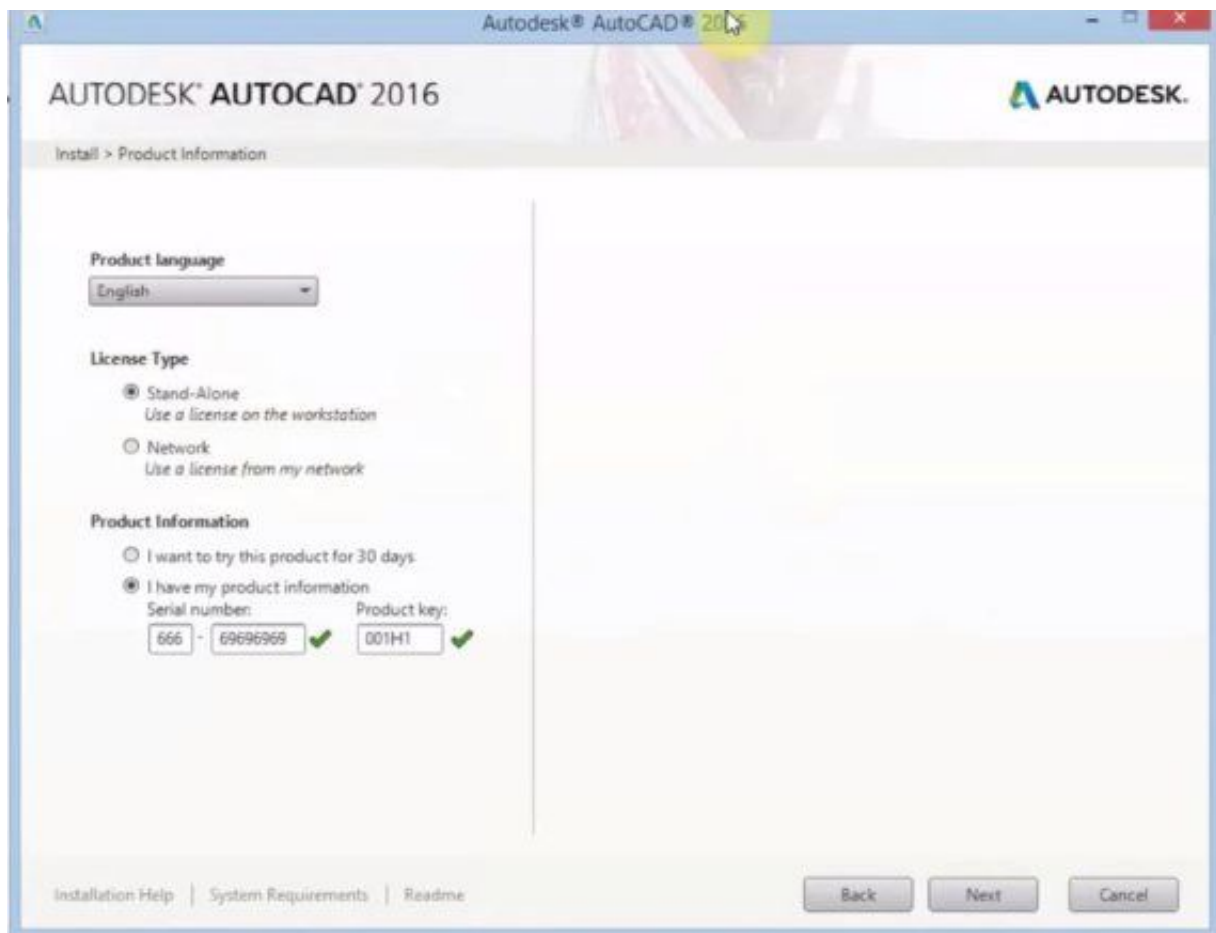 Autodesk® AutoCAD® 2016
AUTODESK® AUTOCAD® 2016
AUTODESK.
Install > Product Information
Product language
English
License Type
Stand-Alone
Use a license on the workstation
Network
Use a license from my network
Product Information
I want to try this product for 30 days
I have my product information
Serial number: Product key:
666 - 69696969 001H1
Installation Help | System Requirements | Readme
Back Next Cancel